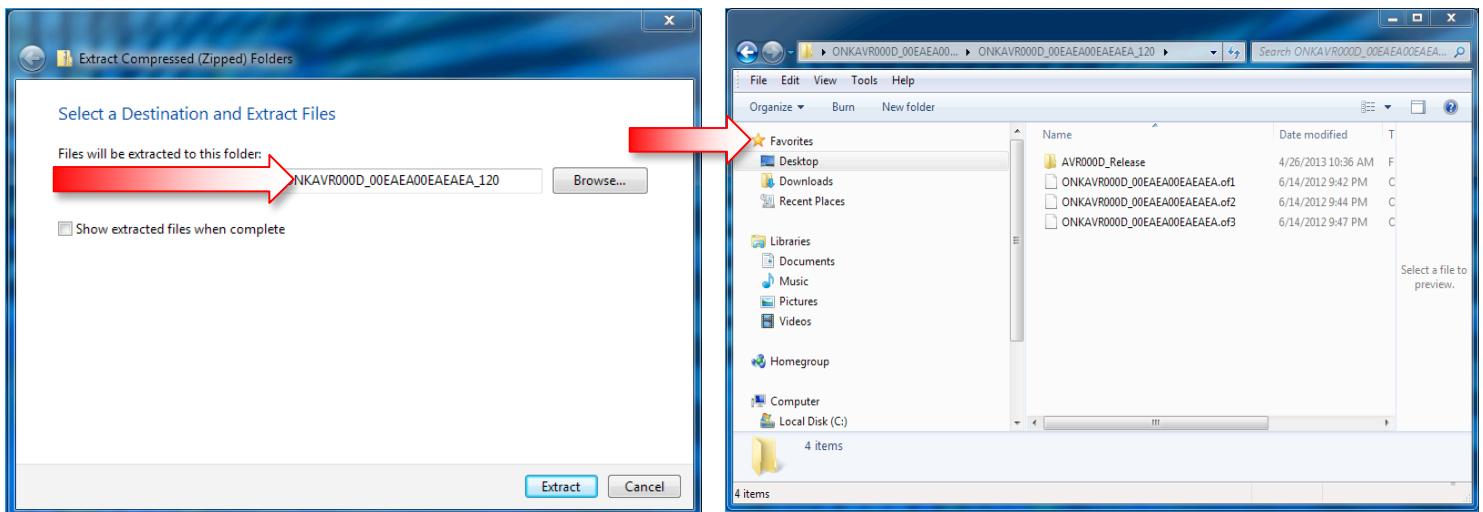 Extract Compressed (Zipped) Folders
Select a Destination and Extract Files
Files will be extracted to this folder:
NKAVR000D_00EAEA00EAEAEA_120
Browse...
Show extracted files when complete
Extract
Cancel
ONKAVR000D_00EAEA00... ONKAVR000D_00EAEA00EAEAEA_120
Search ONKAVR000D_00EAEA00EAEA...
File Edit View Tools Help
Organize Burn New folder
Favorites
Desktop
Downloads
Recent Places
Libraries
Documents
Music
Pictures
Videos
Homegroup
Computer
Local Disk (C:)
Name Date modified T
AVR000D_Release 4/26/2013 10:36 AM F
ONKAVR000D_00EAEA00EAEAEA.of1 6/14/2012 9:42 PM C
ONKAVR000D_00EAEA00EAEAEA.of2 6/14/2012 9:44 PM C
ONKAVR000D_00EAEA00EAEAEA.of3 6/14/2012 9:47 PM C
Select a file to
preview.
4 items
4 items